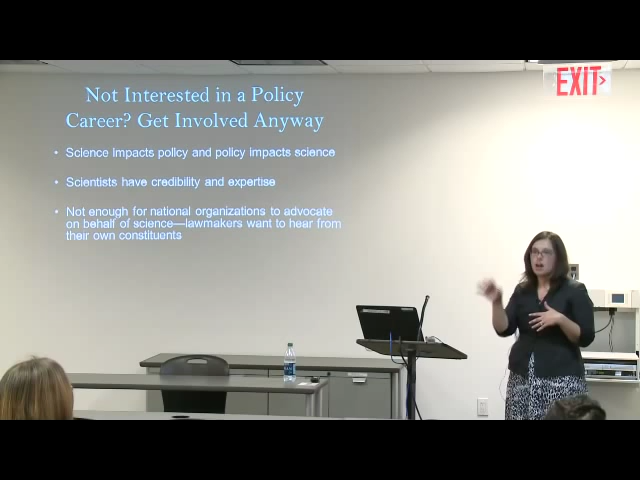 EXIT
Not Interested in a Policy
Career? Get Involved Anyway
• Science impacts policy and policy impacts science
• Scientists have credibility and expertise
• Not enough for national organizations to advocate
on behalf of science—lawmakers want to hear from
their own constituents